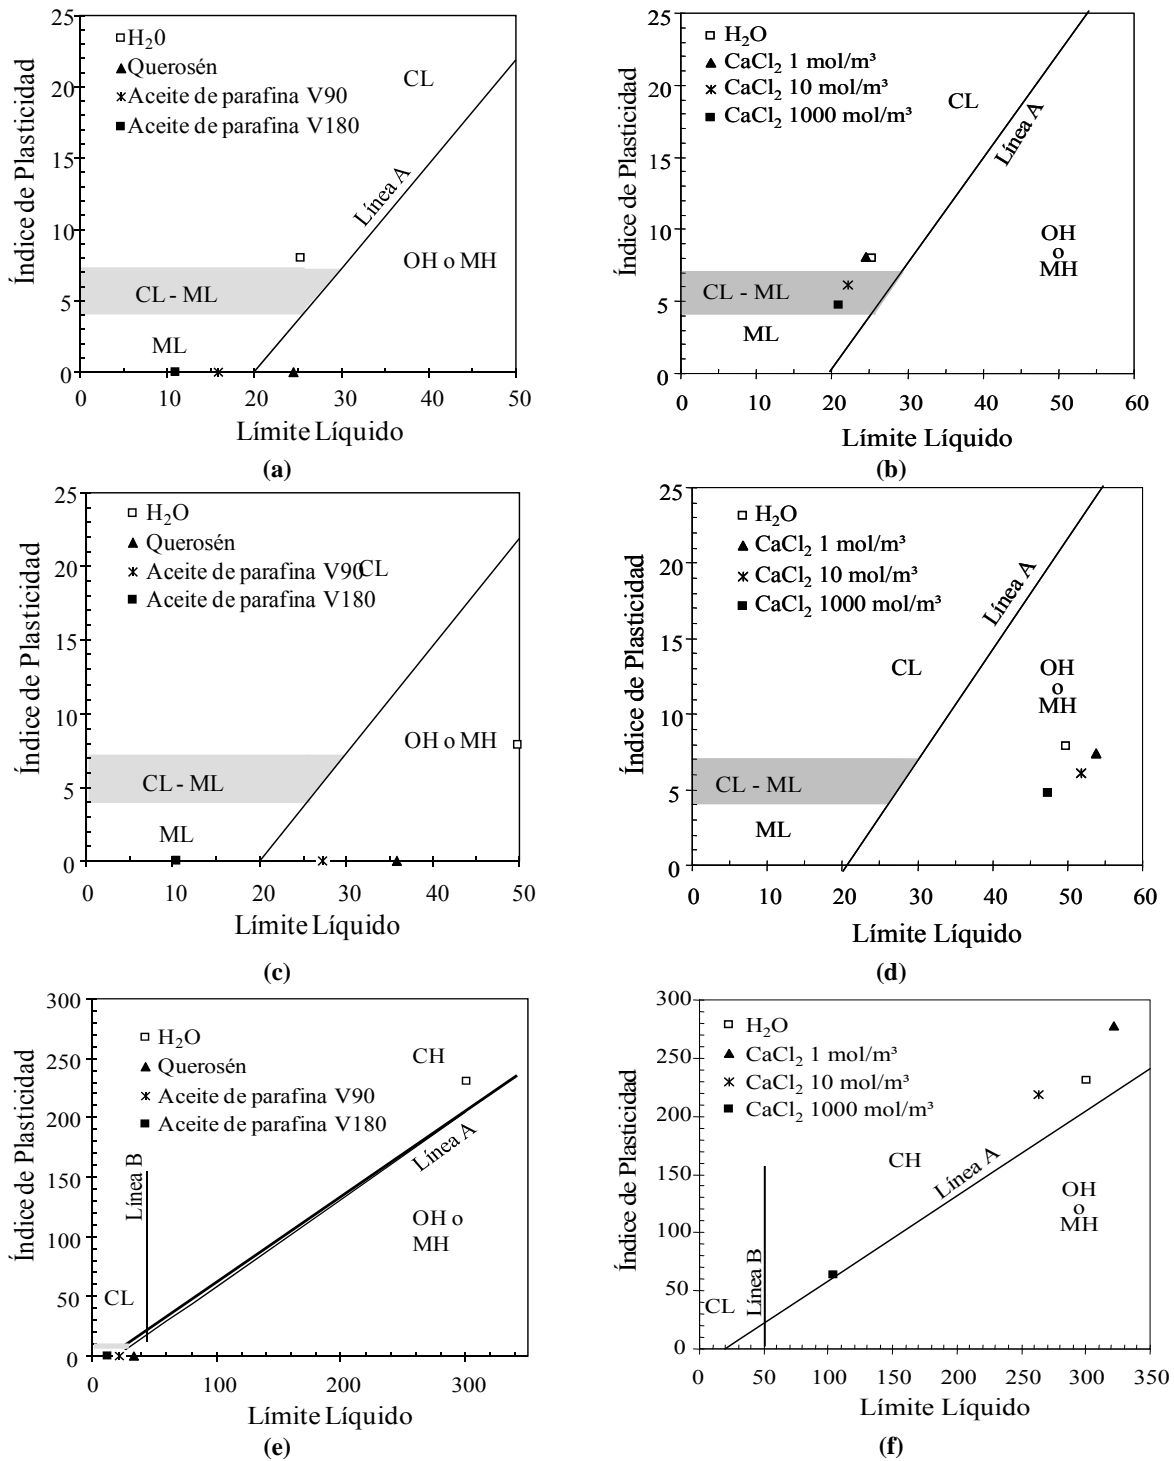 Índice de Plasticidad
25
20
15
10
5
0
H₂0
Querosén
Aceite de parafina V90
Aceite de parafina V180
CL
Línea A
OH o MH
CL - ML
ML
0 10 20 30 40 50
Límite Líquido
(a)
Índice de Plasticidad
25
20
15
10
5
0
H₂O
CaCl₂ 1 mol/m³
CaCl₂ 10 mol/m³
CaCl₂ 1000 mol/m³
CL
Línea A
OH
o
MH
CL - ML
ML
0 10 20 30 40 50 60
Límite Líquido
(b)
Índice de Plasticidad
25
20
15
10
5
0
H₂O
Querosén
Aceite de parafina V90
Aceite de parafina V180
CL
OH o MH
CL - ML
ML
0 10 20 30 40 50
Límite Líquido
(c)
Índice de Plasticidad
25
20
15
10
5
0
H₂O
CaCl₂ 1 mol/m³
CaCl₂ 10 mol/m³
CaCl₂ 1000 mol/m³
Línea A
CL
OH
o
MH
CL - ML
ML
0 10 20 30 40 50 60
Límite Líquido
(d)
Índice de Plasticidad
300
250
200
150
100
50
0
H₂O
Querosén
Aceite de parafina V90
Aceite de parafina V180
CH
Línea A
Línea B
OH o
MH
CL
0 100 200 300
Límite Líquido
(e)
Índice de Plasticidad
300
250
200
150
100
50
0
H₂O
CaCl₂ 1 mol/m³
CaCl₂ 10 mol/m³
CaCl₂ 1000 mol/m³
CH
Línea A
OH
o
MH
Línea B
CL
0 50 100 150 200 250 300 350
Límite Líquido
(f)